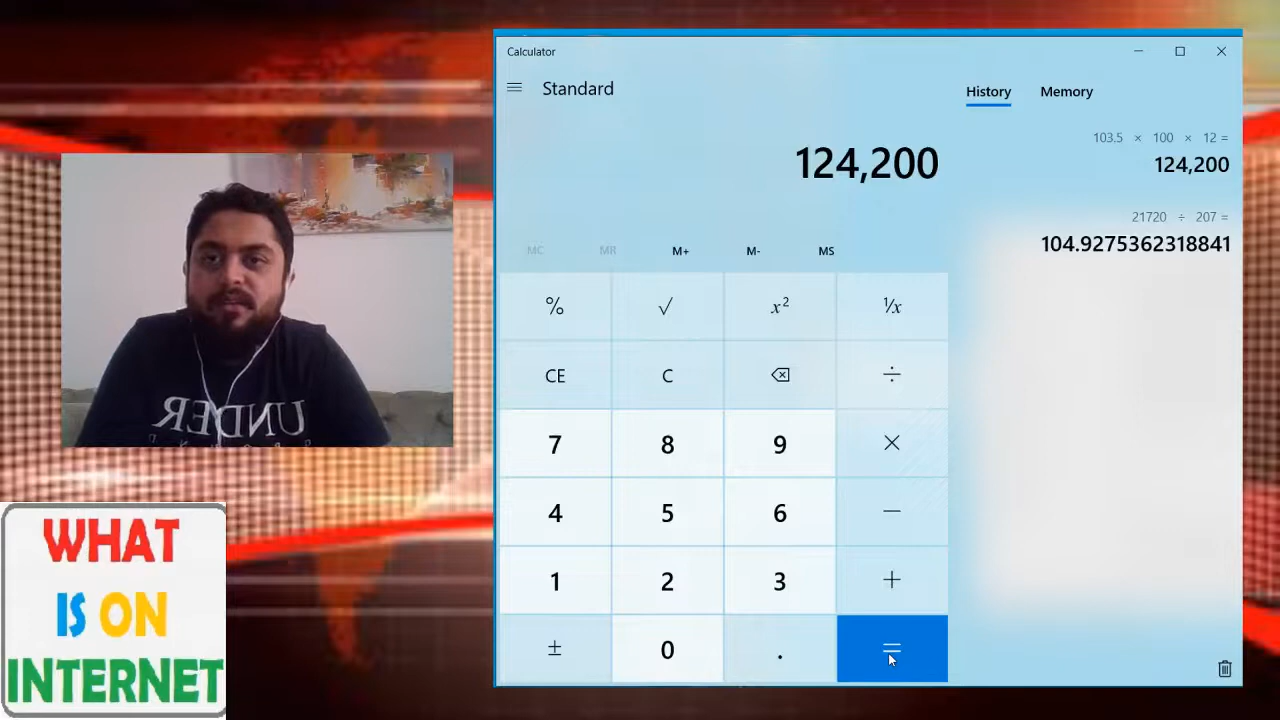 Calculator
Standard
History Memory
103.5 × 100 × 12 =
124,200
124,200
21720 ÷ 207 =
104.9275362318841
MC MR M+ M- MS
% √ x² ¹/x
CE C ÷
7 8 9 ×
4 5 6 −
1 2 3 +
± 0 . =
UNDER
WHAT
IS ON
INTERNET